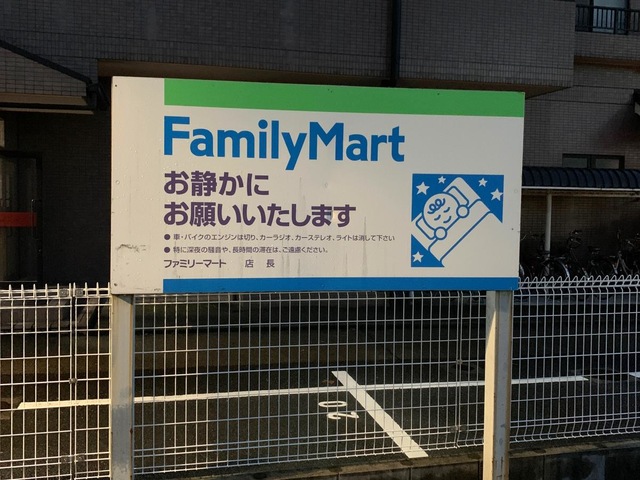 FamilyMart
お静かに
お願いいたします
● 車・バイクのエンジンは切り、カーラジオ、カーステレオ、ライトは消して下さい
● 特に深夜の騒音や、長時間の滞在は、ご遠慮ください。
ファミリーマート 店 長
20